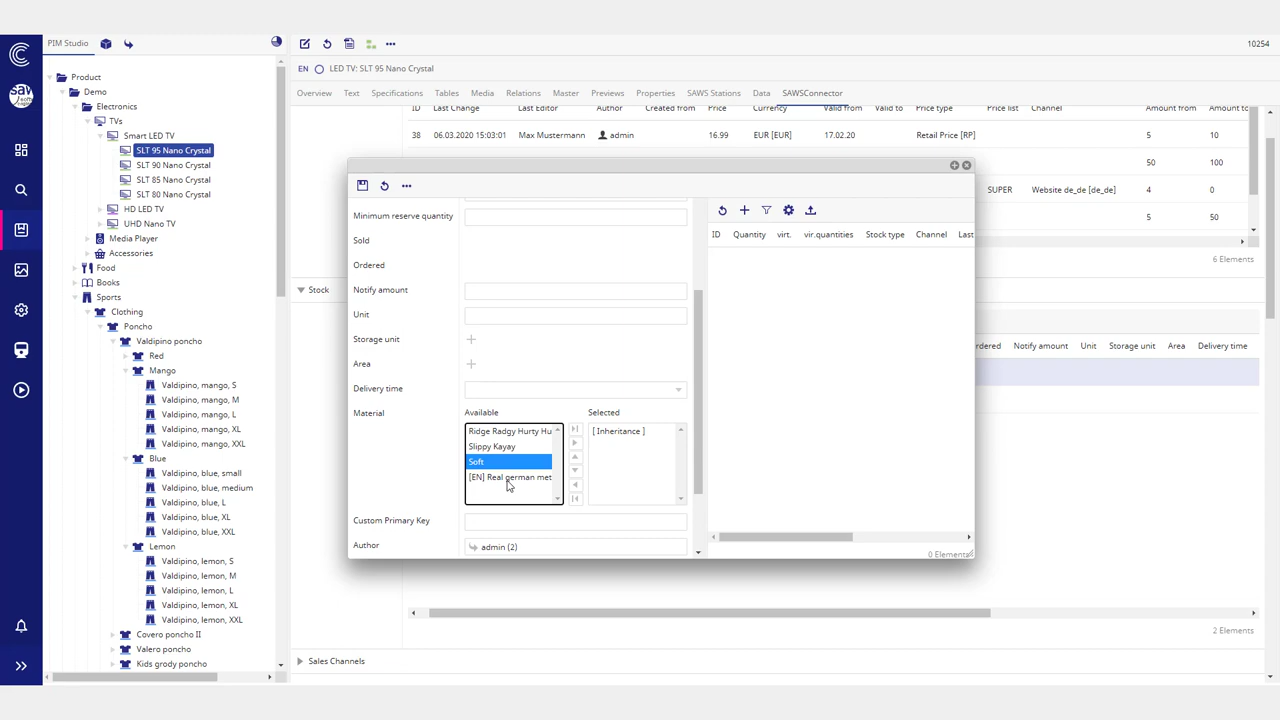 PIM Studio
10254
EN LED TV: SLT 95 Nano Crystal
Overview Text Specifications Tables Media Relations Master Previews Properties SAWS Stations Data SAWSConnector
Product
Demo
Electronics
TVs
Smart LED TV
SLT 95 Nano Crystal
SLT 90 Nano Crystal
SLT 85 Nano Crystal
SLT 80 Nano Crystal
HD LED TV
UHD Nano TV
Media Player
Accessories
Food
Books
Sports
Clothing
Poncho
Valdipino poncho
Red
Mango
Valdipino, mango, S
Valdipino, mango, M
Valdipino, mango, L
Valdipino, mango, XL
Valdipino, mango, XXL
Blue
Valdipino, blue, small
Valdipino, blue, medium
Valdipino, blue, L
Valdipino, blue, XL
Valdipino, blue, XXL
Lemon
Valdipino, lemon, S
Valdipino, lemon, M
Valdipino, lemon, L
Valdipino, lemon, XL
Valdipino, lemon, XXL
Covero poncho II
Valero poncho
Kids grody poncho
ID Last Change Last Editor Author Created from Price Currency Valid from Valid to Price type Price list Channel Amount from Amount to
38 06.03.2020 15:03:01 Max Mustermann admin 16.99 EUR [EUR] 17.02.20 Retail Price [RP] 5 10
50 100
SUPER Website de_de [de_de] 4 0
5 50
6 Elements
Stock
Minimum reserve quantity
Sold
Ordered
Notify amount
Unit
Storage unit
Area
Delivery time
Material Available Selected
Ridge Radgy Hurty Hu [ Inheritance ]
Slippy Kayay
Soft
[EN] Real german met
Custom Primary Key
Author admin (2)
ID Quantity virt. vir.quantities Stock type Channel Last
0 Elements
rdered Notify amount Unit Storage unit Area Delivery time
2 Elements
Sales Channels